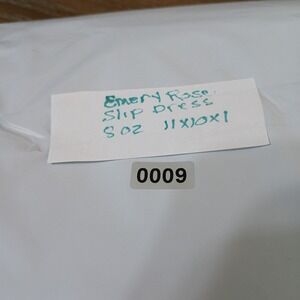 Emery Rose
Slip Dress
8 oz 11x10x1
0009